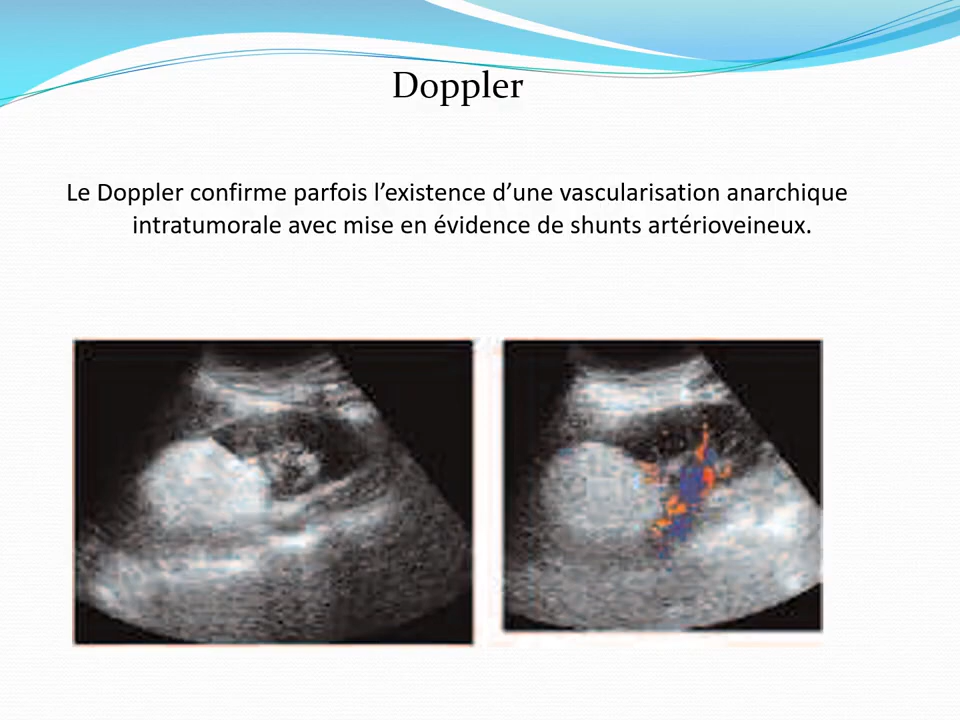 Doppler
Le Doppler confirme parfois l’existence d’une vascularisation anarchique
intratumorale avec mise en évidence de shunts artérioveineux.